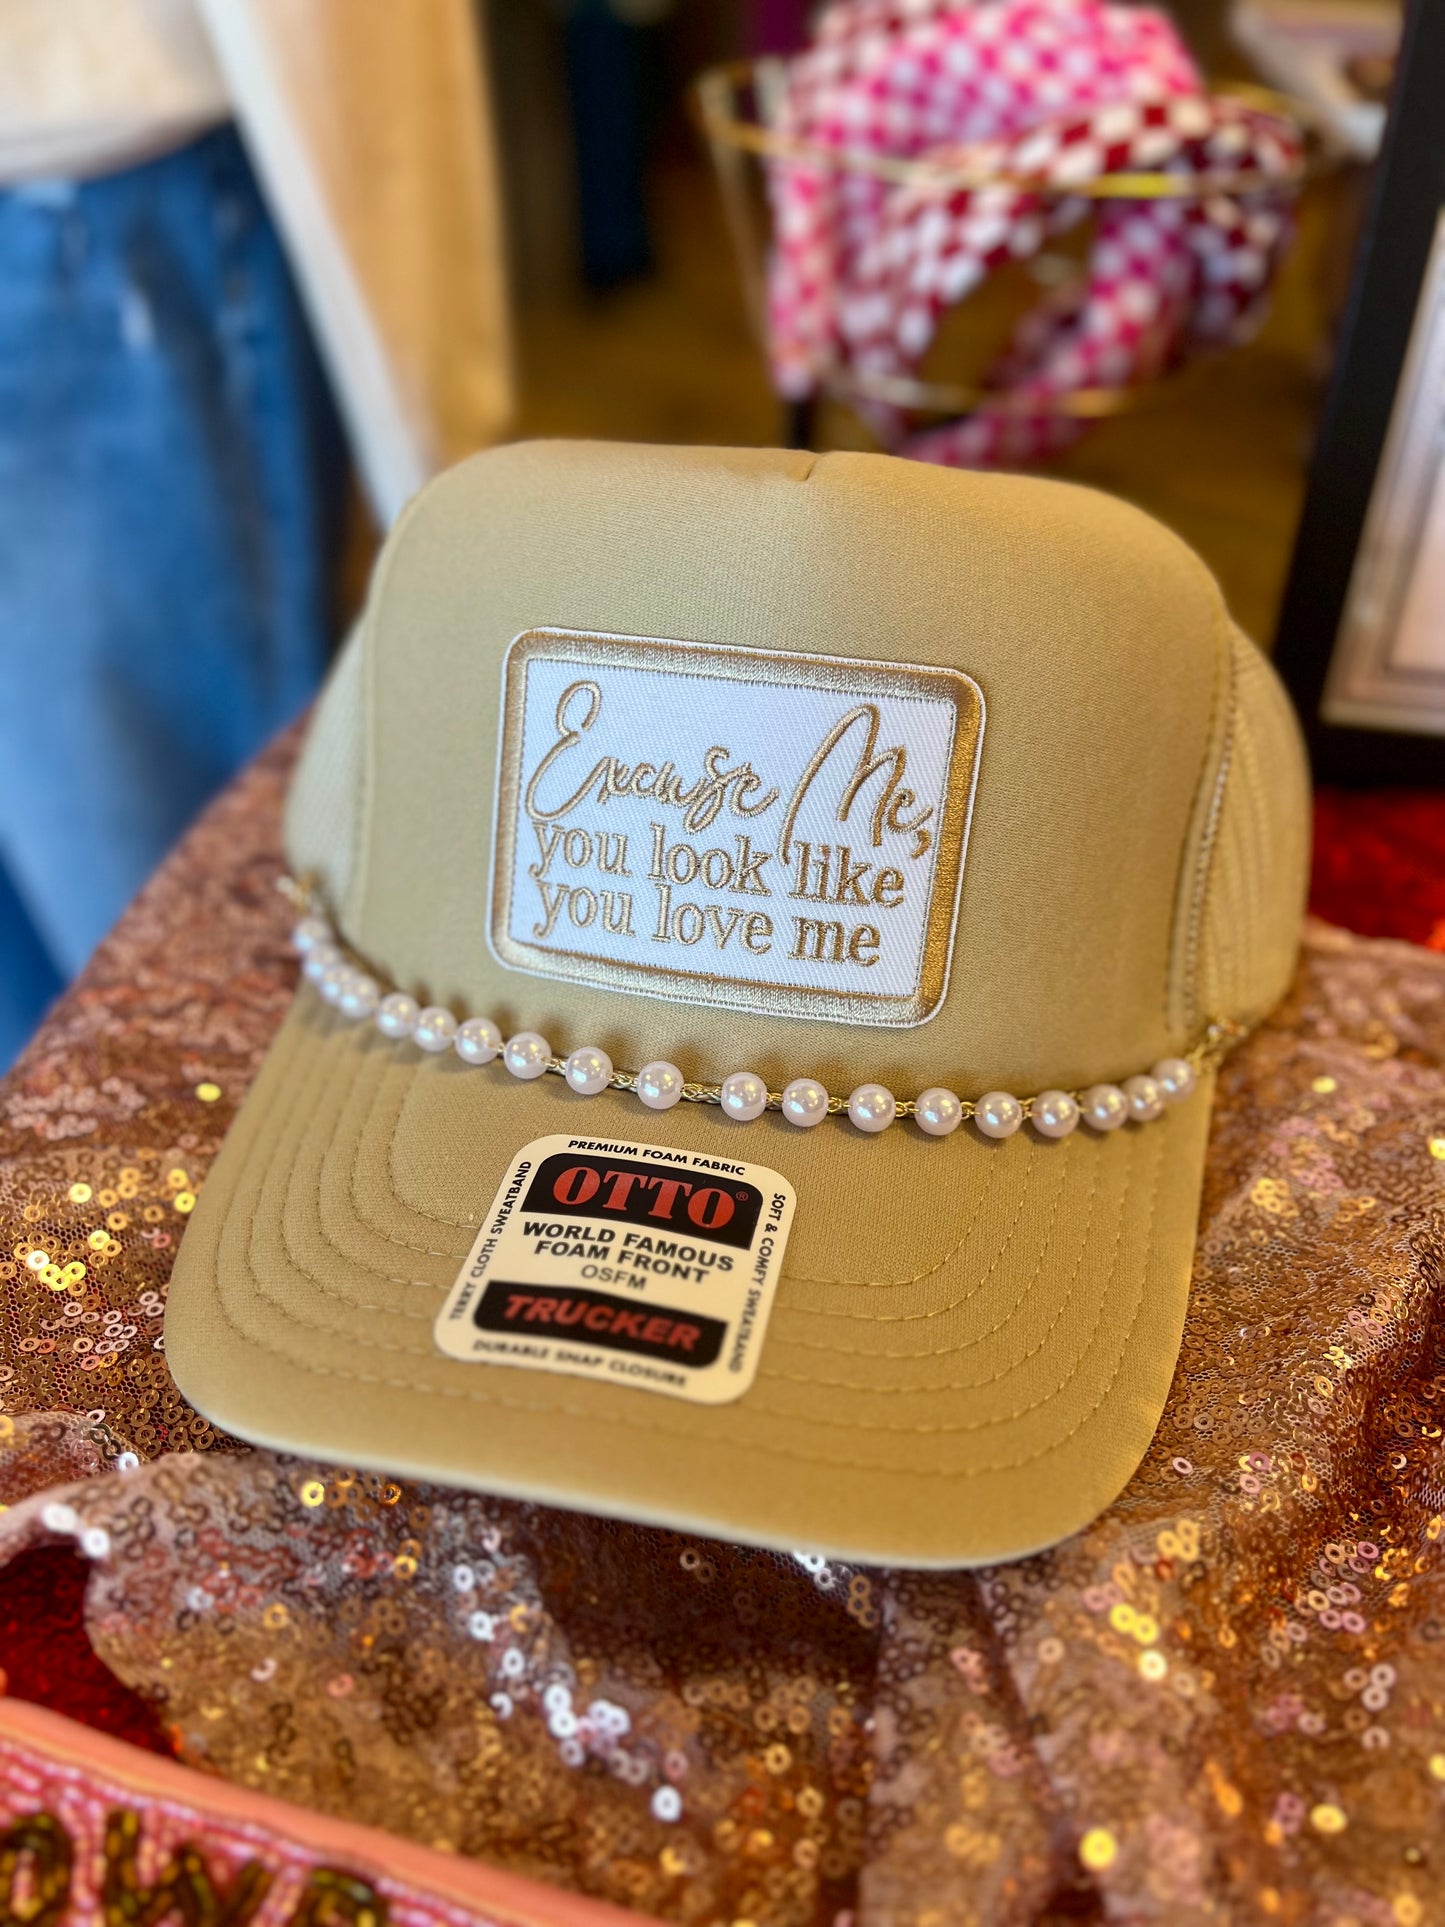 Excuse Me,
you look like
you love me
PREMIUM FOAM FABRIC
OTTO®
WORLD FAMOUS
FOAM FRONT
OSFM
TRUCKER
DURABLE SNAP CLOSURE
TERRY CLOTH SWEATBAND
SOFT & COMFY SWEATBAND